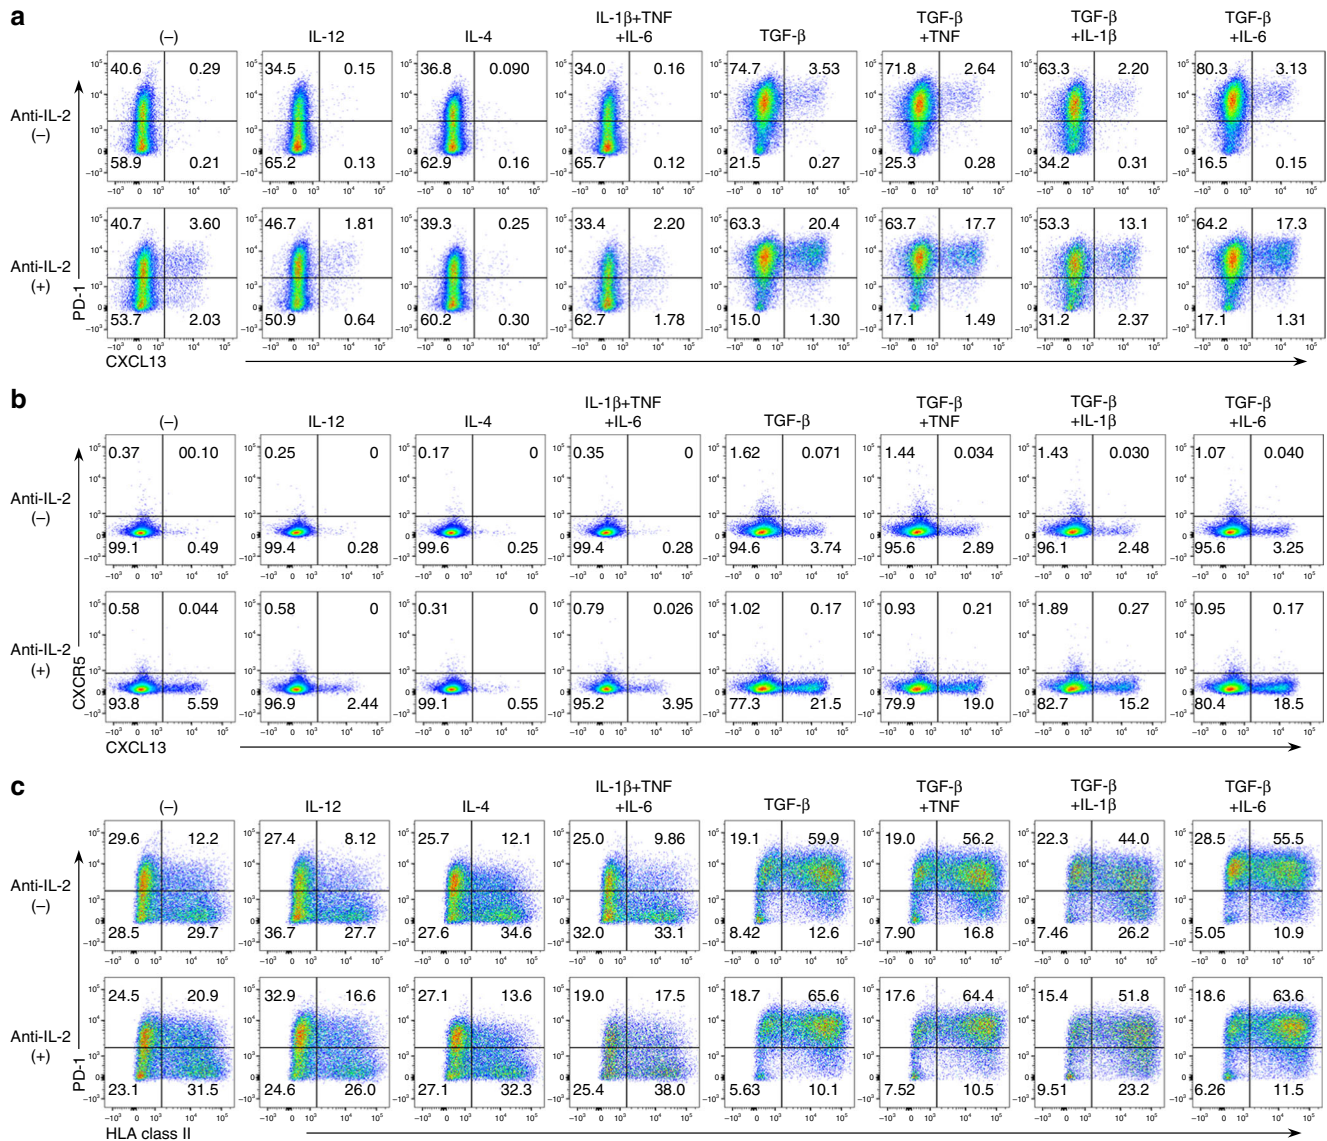 a
(–) IL-12 IL-4 IL-1β+TNF +IL-6 TGF-β TGF-β +TNF TGF-β +IL-1β TGF-β +IL-6
Anti-IL-2 (–)
40.6 0.29 34.5 0.15 36.8 0.090 34.0 0.16 74.7 3.53 71.8 2.64 63.3 2.20 80.3 3.13
58.9 0.21 65.2 0.13 62.9 0.16 65.7 0.12 21.5 0.27 25.3 0.28 34.2 0.31 16.5 0.15
Anti-IL-2 (+)
40.7 3.60 46.7 1.81 39.3 0.25 33.4 2.20 63.3 20.4 63.7 17.7 53.3 13.1 64.2 17.3
53.7 2.03 50.9 0.64 60.2 0.30 62.7 1.78 15.0 1.30 17.1 1.49 31.2 2.37 17.1 1.31
PD-1
CXCL13
b
(–) IL-12 IL-4 IL-1β+TNF +IL-6 TGF-β TGF-β +TNF TGF-β +IL-1β TGF-β +IL-6
Anti-IL-2 (–)
0.37 00.10 0.25 0 0.17 0 0.35 0 1.62 0.071 1.44 0.034 1.43 0.030 1.07 0.040
99.1 0.49 99.4 0.28 99.6 0.25 99.4 0.28 94.6 3.74 95.6 2.89 96.1 2.48 95.6 3.25
Anti-IL-2 (+)
0.58 0.044 0.58 0 0.31 0 0.79 0.026 1.02 0.17 0.93 0.21 1.89 0.27 0.95 0.17
93.8 5.59 96.9 2.44 99.1 0.55 95.2 3.95 77.3 21.5 79.9 19.0 82.7 15.2 80.4 18.5
CXCR5
CXCL13
c
(–) IL-12 IL-4 IL-1β+TNF +IL-6 TGF-β TGF-β +TNF TGF-β +IL-1β TGF-β +IL-6
Anti-IL-2 (–)
29.6 12.2 27.4 8.12 25.7 12.1 25.0 9.86 19.1 59.9 19.0 56.2 22.3 44.0 28.5 55.5
28.5 29.7 36.7 27.7 27.6 34.6 32.0 33.1 8.42 12.6 7.90 16.8 7.46 26.2 5.05 10.9
Anti-IL-2 (+)
24.5 20.9 32.9 16.6 27.1 13.6 19.0 17.5 18.7 65.6 17.6 64.4 15.4 51.8 18.6 63.6
23.1 31.5 24.6 26.0 27.1 32.3 25.4 38.0 5.63 10.1 7.52 10.5 9.51 23.2 6.26 11.5
PD-1
HLA class II